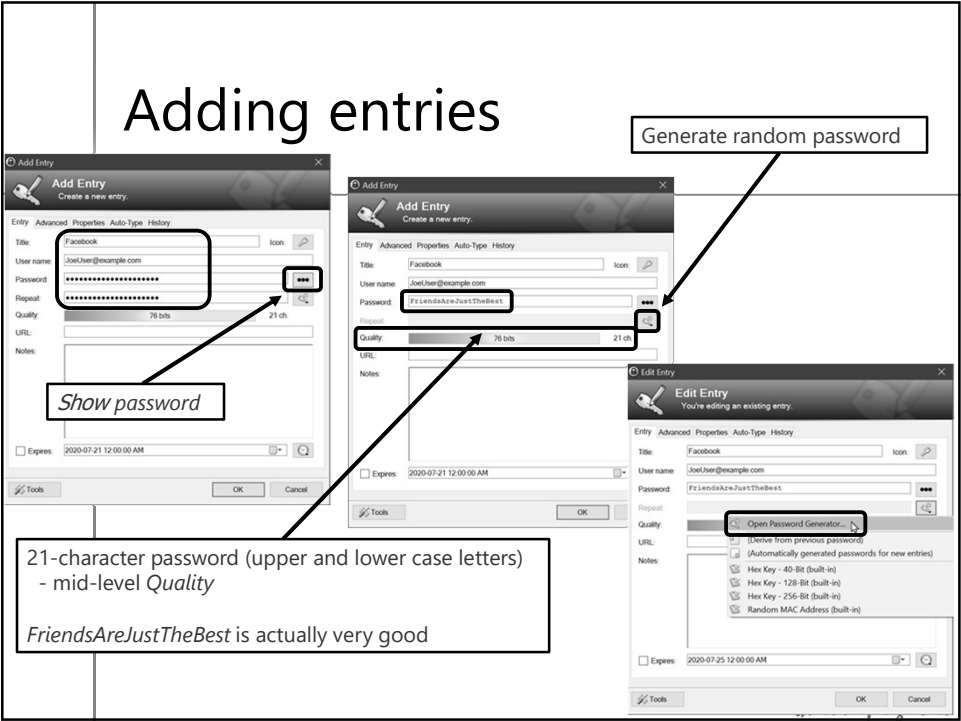 Adding entries
Generate random password
Add Entry
Add Entry
Create a new entry.
Entry Advanced Properties Auto-Type History
Title: Facebook Icon:
User name: JoeUser@example.com
Password: •••••••••••••••••••••
Repeat: •••••••••••••••••••••
Quality: 76 bits 21 ch.
URL:
Notes:
Show password
Expires: 2020-07-21 12:00:00 AM
Tools OK Cancel
Add Entry
Add Entry
Create a new entry.
Entry Advanced Properties Auto-Type History
Title: Facebook Icon:
User name: JoeUser@example.com
Password: FriendsAreJustTheBest
Repeat:
Quality: 76 bits 21 ch.
URL:
Notes:
Expires: 2020-07-21 12:00:00 AM
Tools OK
Edit Entry
Edit Entry
You're editing an existing entry.
Entry Advanced Properties Auto-Type History
Title: Facebook Icon:
User name: JoeUser@example.com
Password: FriendsAreJustTheBest
Repeat:
Quality:
Open Password Generator...
URL:
(Derive from previous password)
(Automatically generated passwords for new entries)
Notes:
Hex Key - 40-Bit (built-in)
Hex Key - 128-Bit (built-in)
Hex Key - 256-Bit (built-in)
Random MAC Address (built-in)
Expires: 2020-07-25 12:00:00 AM
Tools OK Cancel
21-character password (upper and lower case letters)
- mid-level Quality
FriendsAreJustTheBest is actually very good